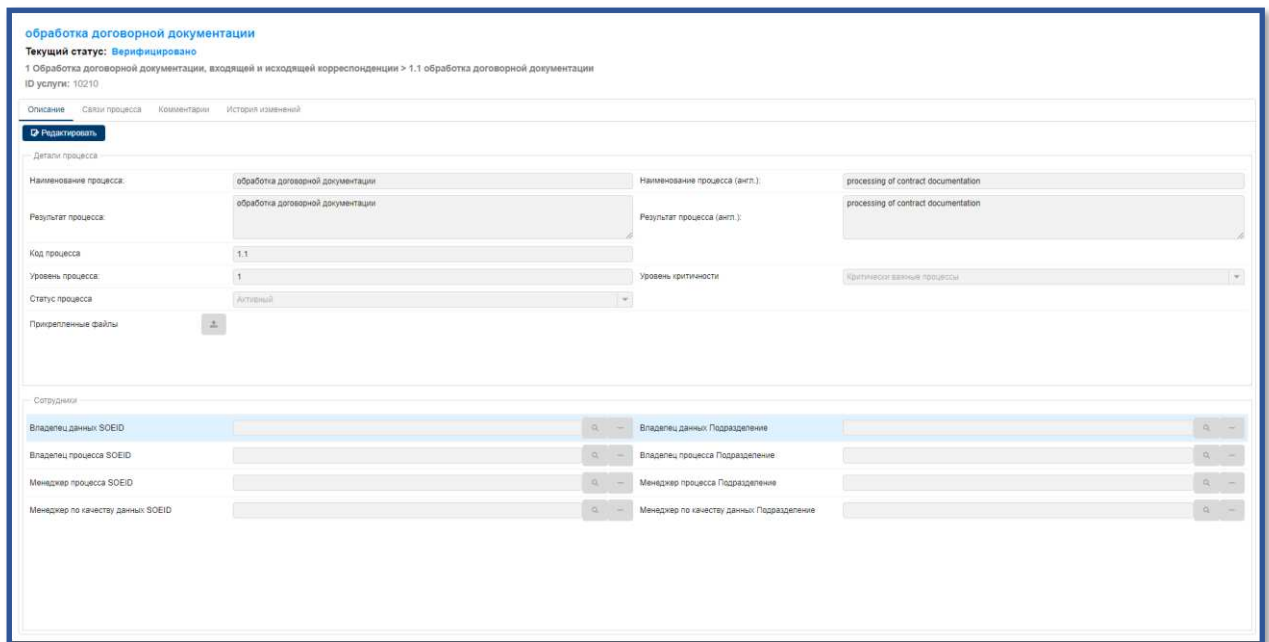 обработка договорной документации
Текущий статус: Верифицировано
1 Обработка договорной документации, входящей и исходящей корреспонденции > 1.1 обработка договорной документации
ID услуги: 10210
Описание Связи процесса Комментарии История изменений
Редактировать
Детали процесса
Наименование процесса: обработка договорной документации Наименование процесса (англ.): processing of contract documentation
Результат процесса: обработка договорной документации Результат процесса (англ.): processing of contract documentation
Код процесса 1.1
Уровень процесса: 1 Уровень критичности Критически важные процессы
Статус процесса Активный
Прикрепленные файлы
Сотрудники
Владелец данных SOEID Владелец данных Подразделение
Владелец процесса SOEID Владелец процесса Подразделение
Менеджер процесса SOEID Менеджер процесса Подразделение
Менеджер по качеству данных SOEID Менеджер по качеству данных Подразделение